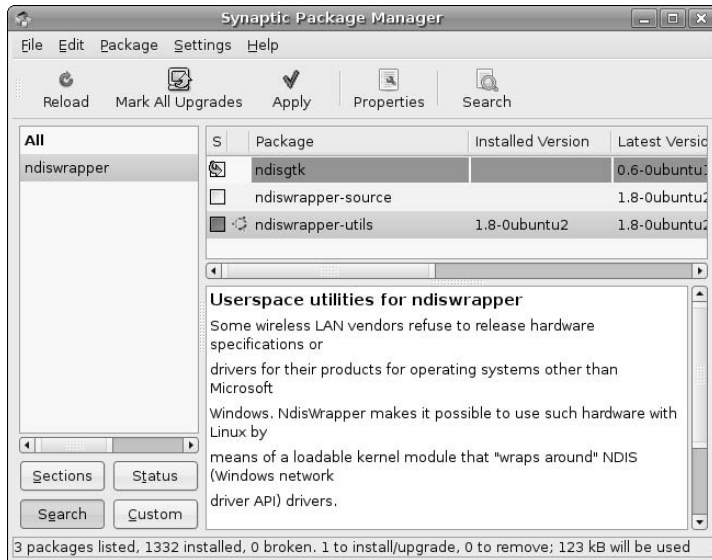 Synaptic Package Manager
File Edit Package Settings Help
Reload Mark All Upgrades Apply Properties Search
All
ndiswrapper
S Package Installed Version Latest Versio
ndisgtk 0.6-0ubuntu1
ndiswrapper-source 1.8-0ubuntu2
ndiswrapper-utils 1.8-0ubuntu2 1.8-0ubuntu2
Userspace utilities for ndiswrapper
Some wireless LAN vendors refuse to release hardware
specifications or
drivers for their products for operating systems other than
Microsoft
Windows. NdisWrapper makes it possible to use such hardware with
Linux by
means of a loadable kernel module that "wraps around" NDIS
(Windows network
driver API) drivers.
Sections Status
Search Custom
3 packages listed, 1332 installed, 0 broken. 1 to install/upgrade, 0 to remove; 123 kB will be used